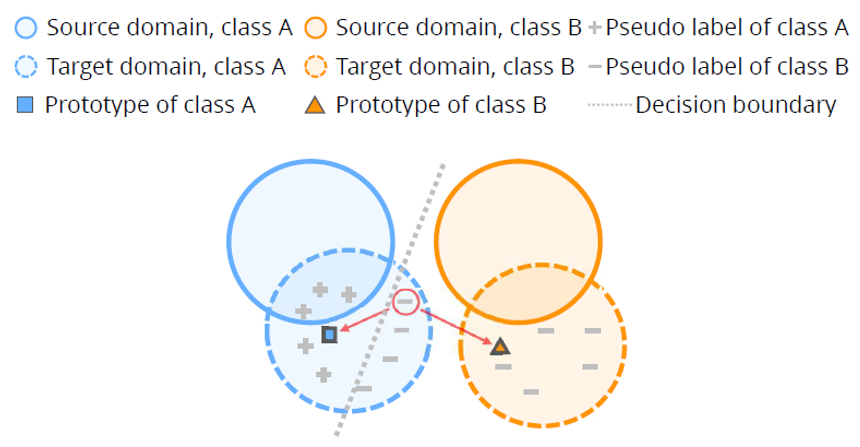 Source domain, class A Source domain, class B Pseudo label of class A
Target domain, class A Target domain, class B Pseudo label of class B
Prototype of class A Prototype of class B Decision boundary